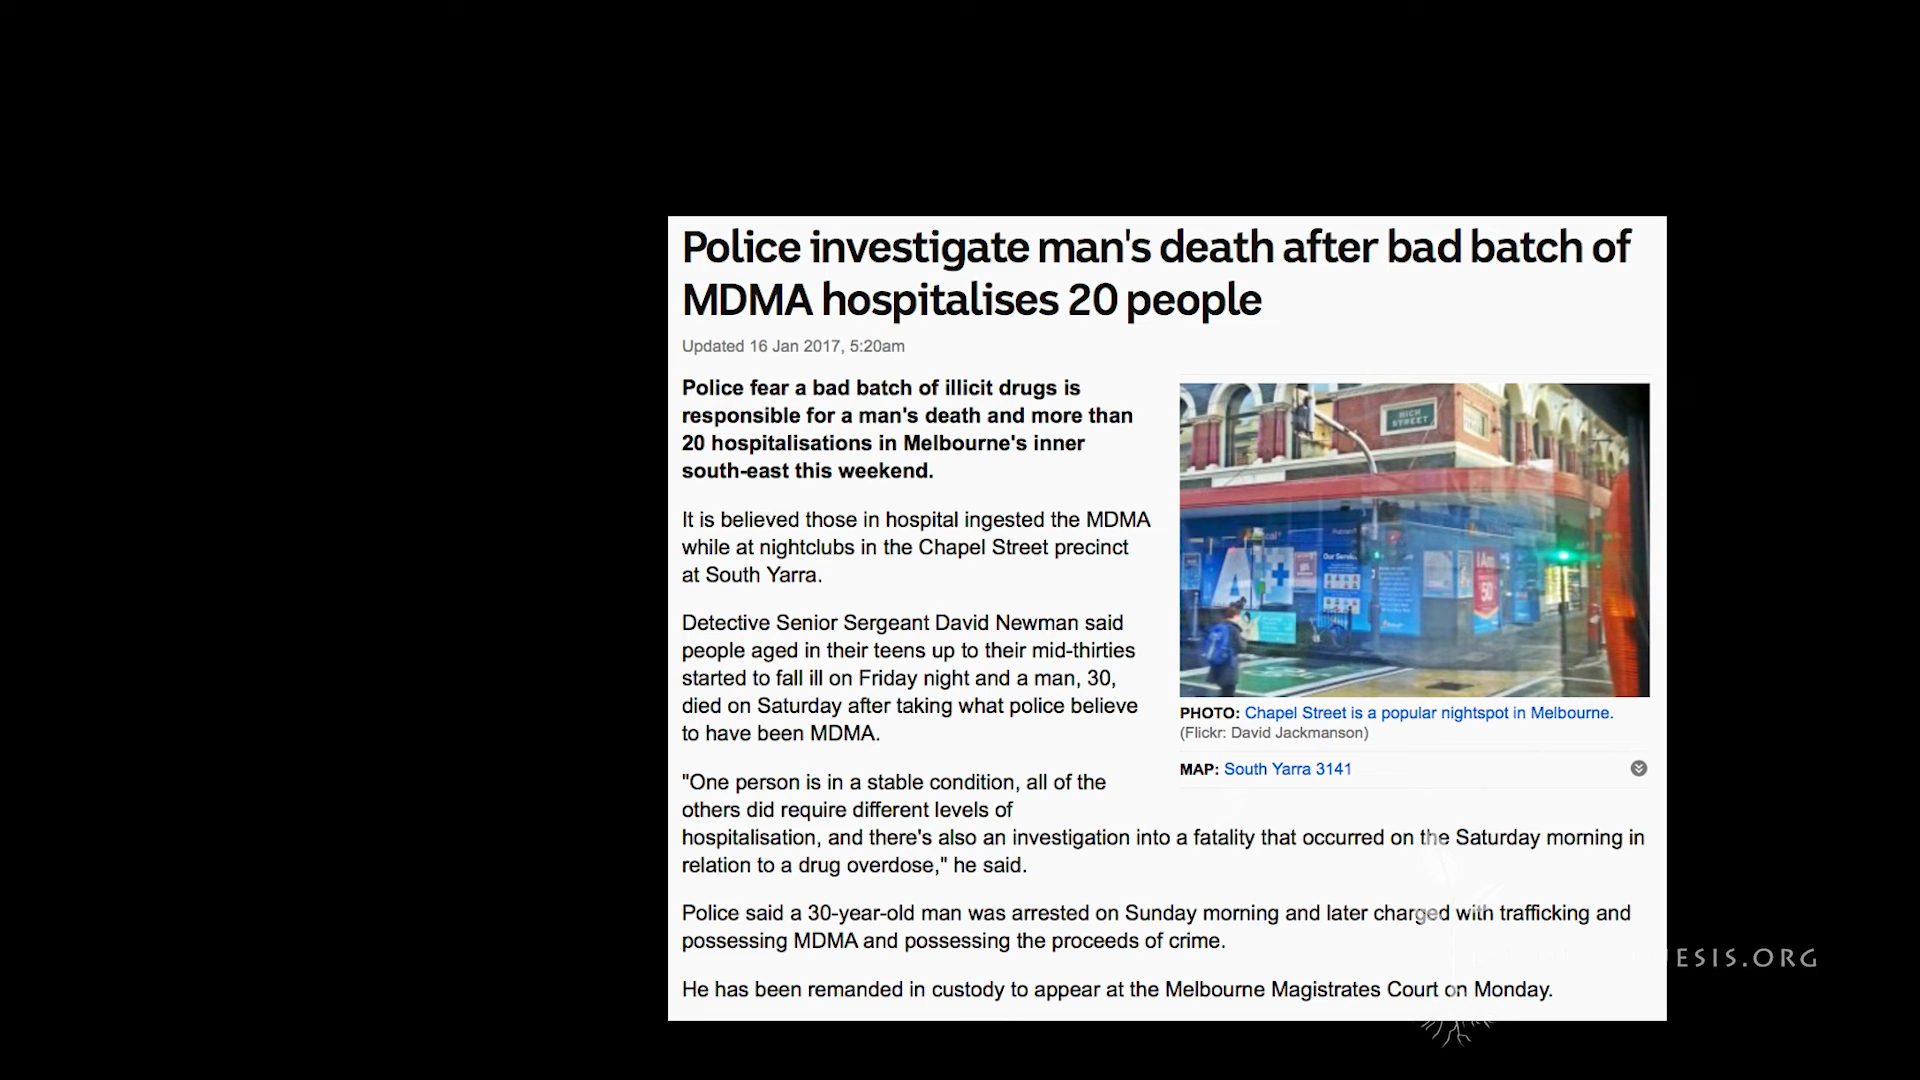 Police investigate man's death after bad batch of
MDMA hospitalises 20 people
Updated 16 Jan 2017, 5:20am
Police fear a bad batch of illicit drugs is
responsible for a man's death and more than
20 hospitalisations in Melbourne's inner
south-east this weekend.
It is believed those in hospital ingested the MDMA
while at nightclubs in the Chapel Street precinct
at South Yarra.
Detective Senior Sergeant David Newman said
people aged in their teens up to their mid-thirties
started to fall ill on Friday night and a man, 30,
died on Saturday after taking what police believe
to have been MDMA.
"One person is in a stable condition, all of the
others did require different levels of
hospitalisation, and there's also an investigation into a fatality that occurred on the Saturday morning in
relation to a drug overdose," he said.
Police said a 30-year-old man was arrested on Sunday morning and later charged with trafficking and
possessing MDMA and possessing the proceeds of crime.
He has been remanded in custody to appear at the Melbourne Magistrates Court on Monday.
HIGH
STREET
Our Servic
I Am
50
PHOTO: Chapel Street is a popular nightspot in Melbourne.
(Flickr: David Jackmanson)
MAP: South Yarra 3141
ESIS.ORG